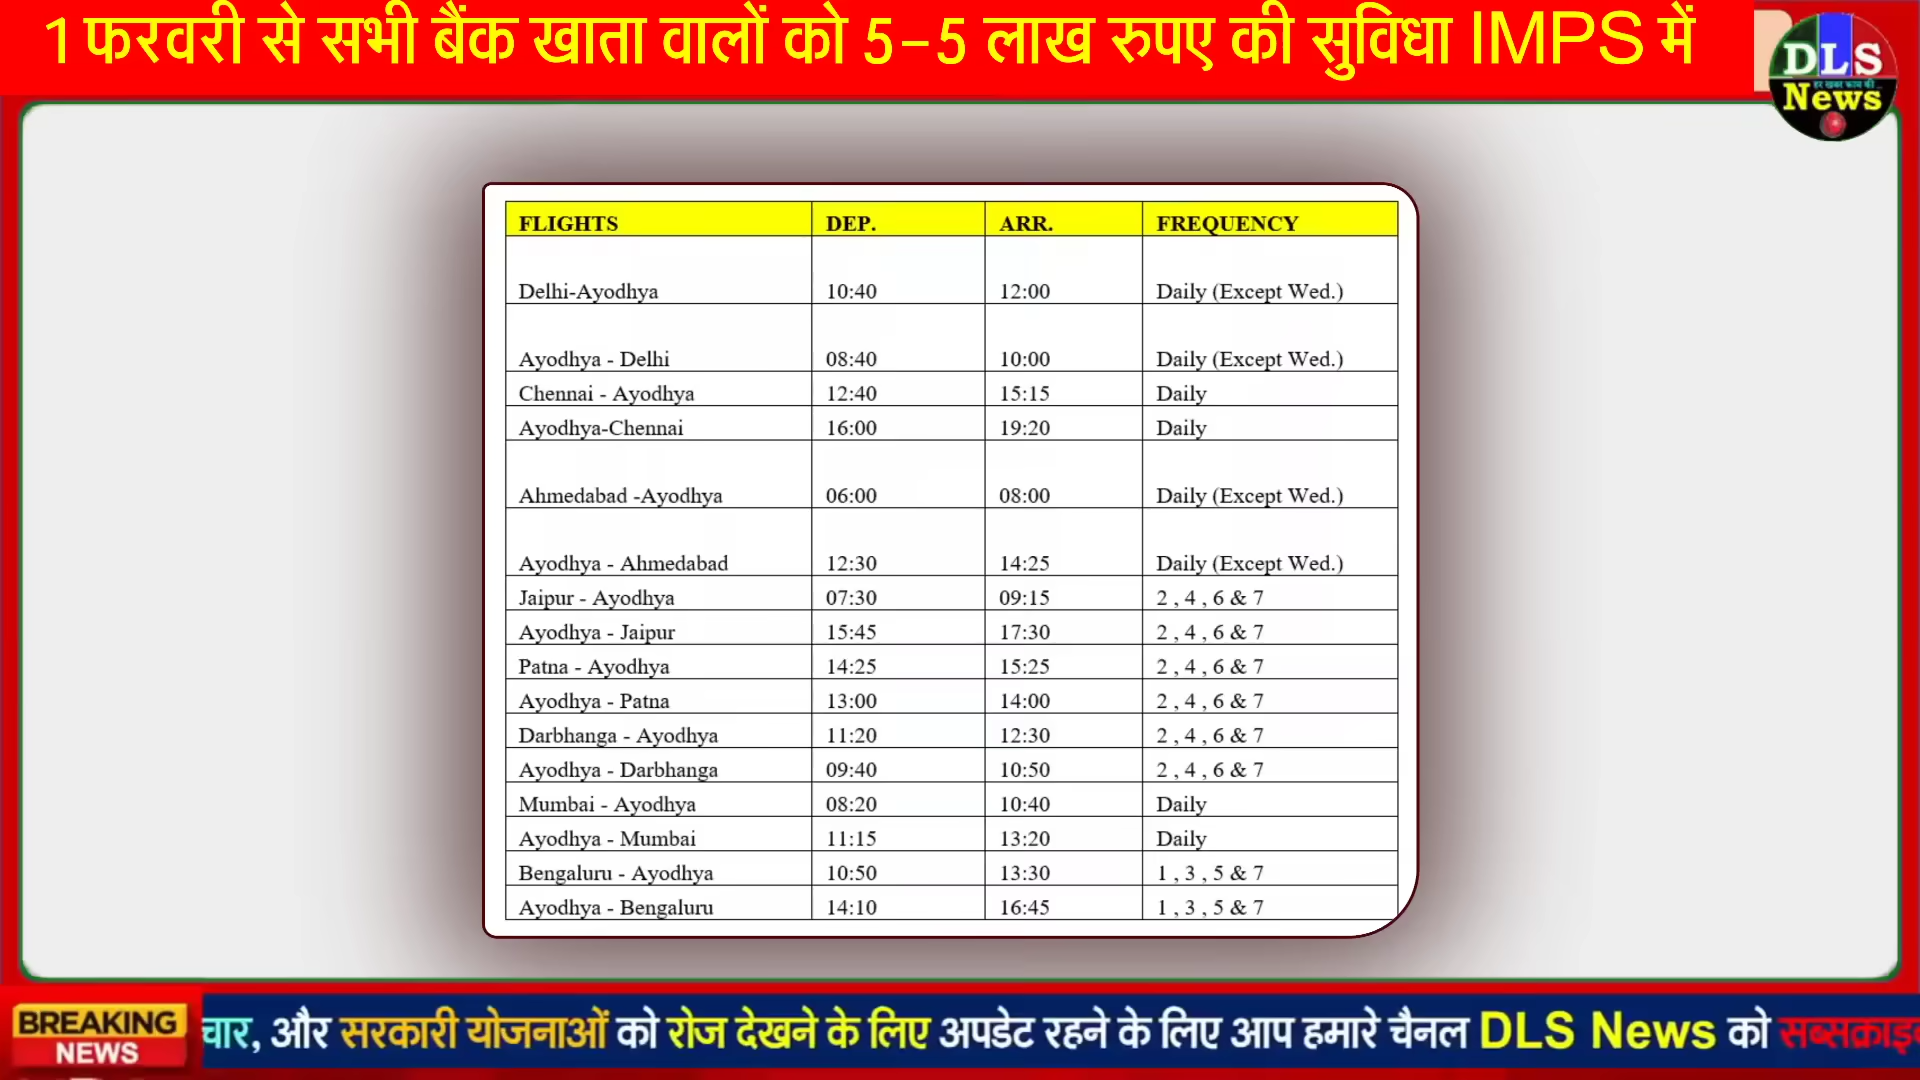 1 फरवरी से सभी बैंक खाता वालों को 5-5 लाख रुपए की सुविधा IMPS में
DLS
हर खबर काम की
News
FLIGHTS DEP. ARR. FREQUENCY
Delhi-Ayodhya 10:40 12:00 Daily (Except Wed.)
Ayodhya - Delhi 08:40 10:00 Daily (Except Wed.)
Chennai - Ayodhya 12:40 15:15 Daily
Ayodhya-Chennai 16:00 19:20 Daily
Ahmedabad -Ayodhya 06:00 08:00 Daily (Except Wed.)
Ayodhya - Ahmedabad 12:30 14:25 Daily (Except Wed.)
Jaipur - Ayodhya 07:30 09:15 2 , 4 , 6 & 7
Ayodhya - Jaipur 15:45 17:30 2 , 4 , 6 & 7
Patna - Ayodhya 14:25 15:25 2 , 4 , 6 & 7
Ayodhya - Patna 13:00 14:00 2 , 4 , 6 & 7
Darbhanga - Ayodhya 11:20 12:30 2 , 4 , 6 & 7
Ayodhya - Darbhanga 09:40 10:50 2 , 4 , 6 & 7
Mumbai - Ayodhya 08:20 10:40 Daily
Ayodhya - Mumbai 11:15 13:20 Daily
Bengaluru - Ayodhya 10:50 13:30 1 , 3 , 5 & 7
Ayodhya - Bengaluru 14:10 16:45 1 , 3 , 5 & 7
BREAKING
NEWS
चार, और सरकारी योजनाओं को रोज देखने के लिए अपडेट रहने के लिए आप हमारे चैनल DLS News को सब्सक्राइब